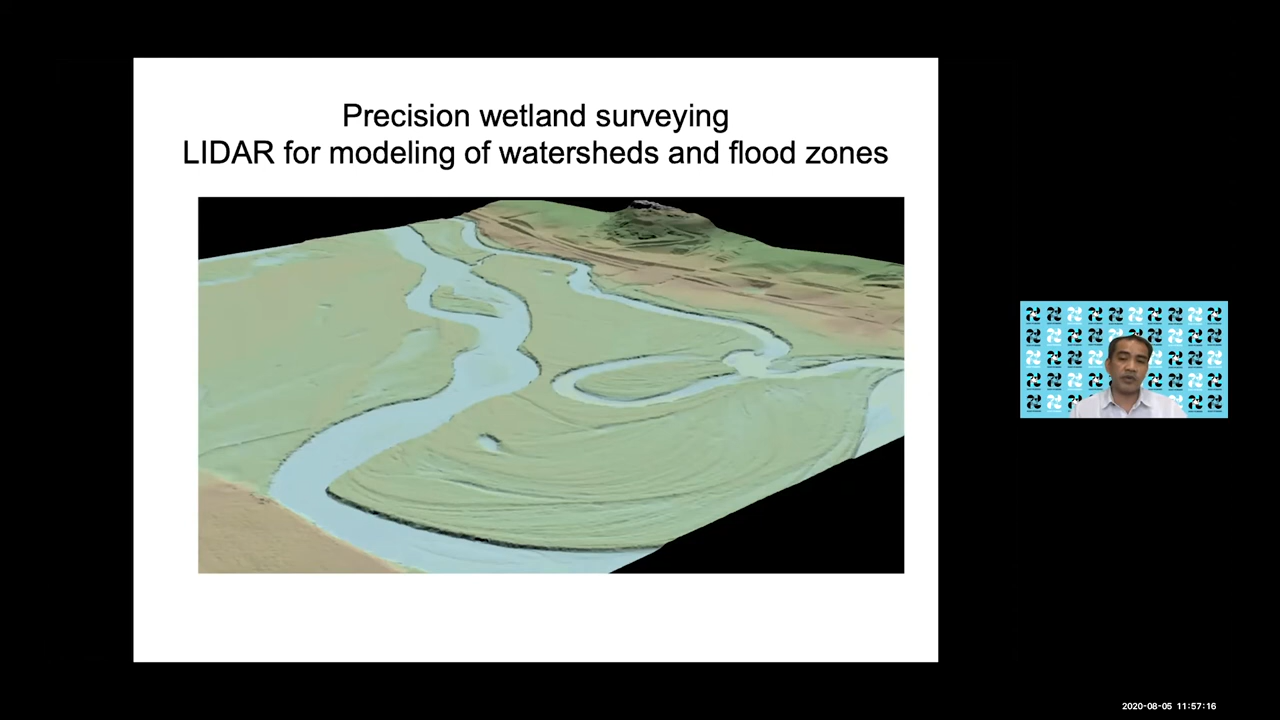 Precision wetland surveying
LIDAR for modeling of watersheds and flood zones
2020-08-05 11:57:16